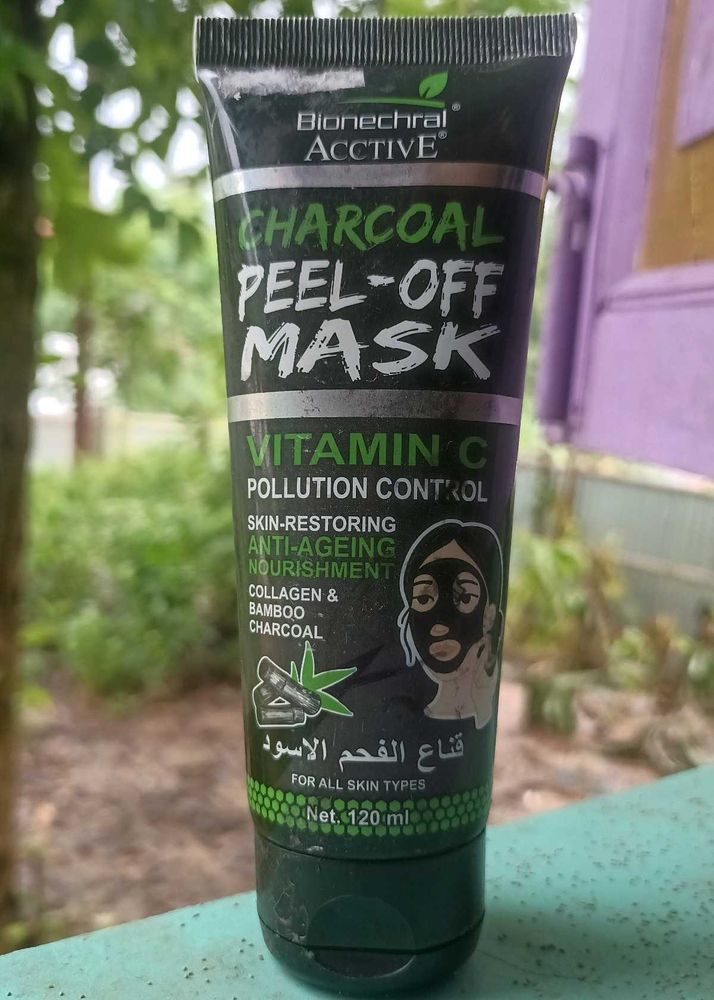 Bionechral®
ACCTIVE®
CHARCOAL
PEEL-OFF
MASK
VITAMIN C
POLLUTION CONTROL
SKIN-RESTORING
ANTI-AGEING
NOURISHMENT
COLLAGEN &
BAMBOO
CHARCOAL
قناع الفحم الاسود
FOR ALL SKIN TYPES
Net. 120 ml